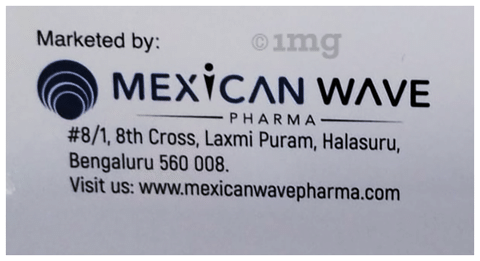 Marketed by:
©1mg
MEXICAN WAVE
PHARMA
#8/1, 8th Cross, Laxmi Puram, Halasuru,
Bengaluru 560 008.
Visit us: www.mexicanwavepharma.com